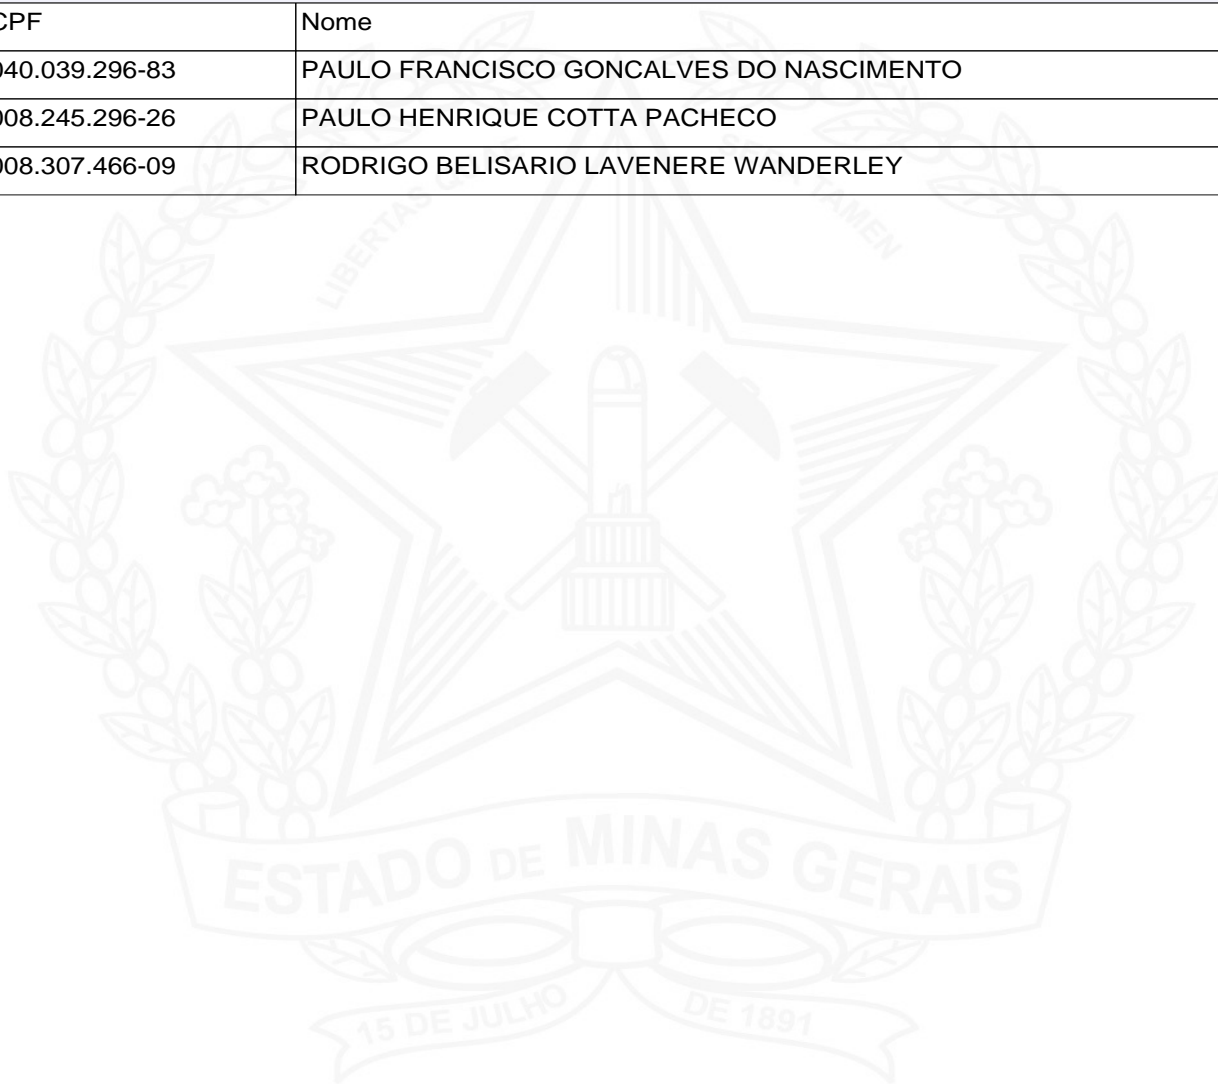 CPF Nome
040.039.296-83 PAULO FRANCISCO GONCALVES DO NASCIMENTO
008.245.296-26 PAULO HENRIQUE COTTA PACHECO
008.307.466-09 RODRIGO BELISARIO LAVENERE WANDERLEY
LIBERTAS QUÆ SERA TAMEN
ESTADO DE MINAS GERAIS
15 DE JULHO DE 1891